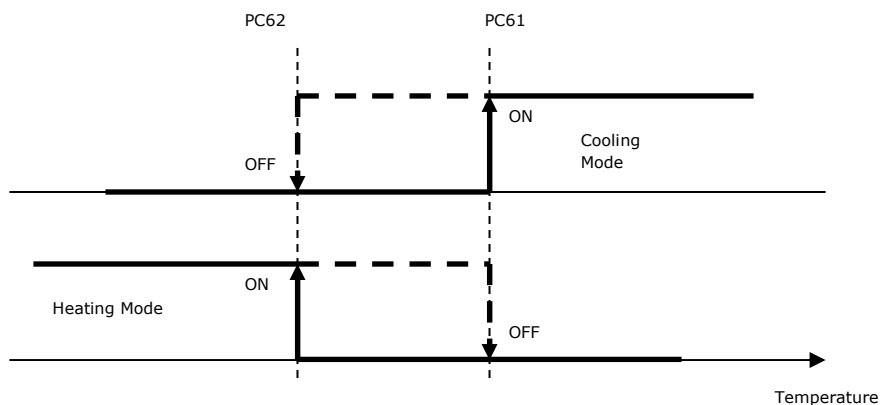 PC62
PC61
ON
Cooling
Mode
OFF
ON
Heating Mode
OFF
Temperature